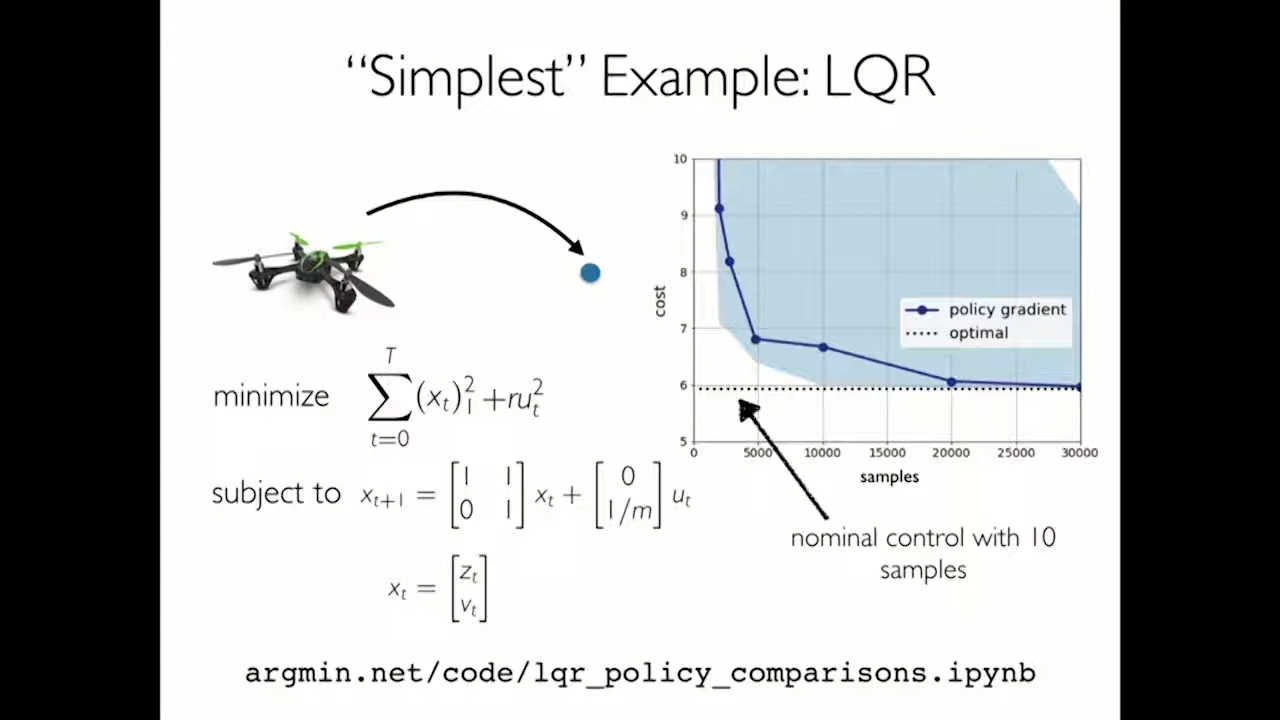 “Simplest” Example: LQR
minimize ∑_{t=0}^{T} (x_t)_1^2 + ru_t^2
subject to x_{t+1} = [1 1; 0 1] x_t + [0; 1/m] u_t
x_t = [z_t; v_t]
10
9
8
7
6
5
cost
policy gradient
optimal
0 5000 10000 15000 20000 25000 30000
samples
nominal control with 10
samples
argmin.net/code/lqr_policy_comparisons.ipynb